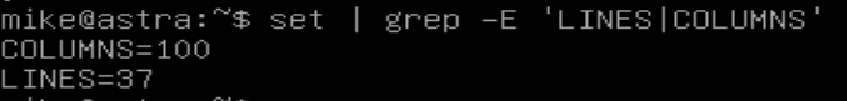 mike@astra:~$ set | grep -E 'LINES|COLUMNS'
COLUMNS=100
LINES=37